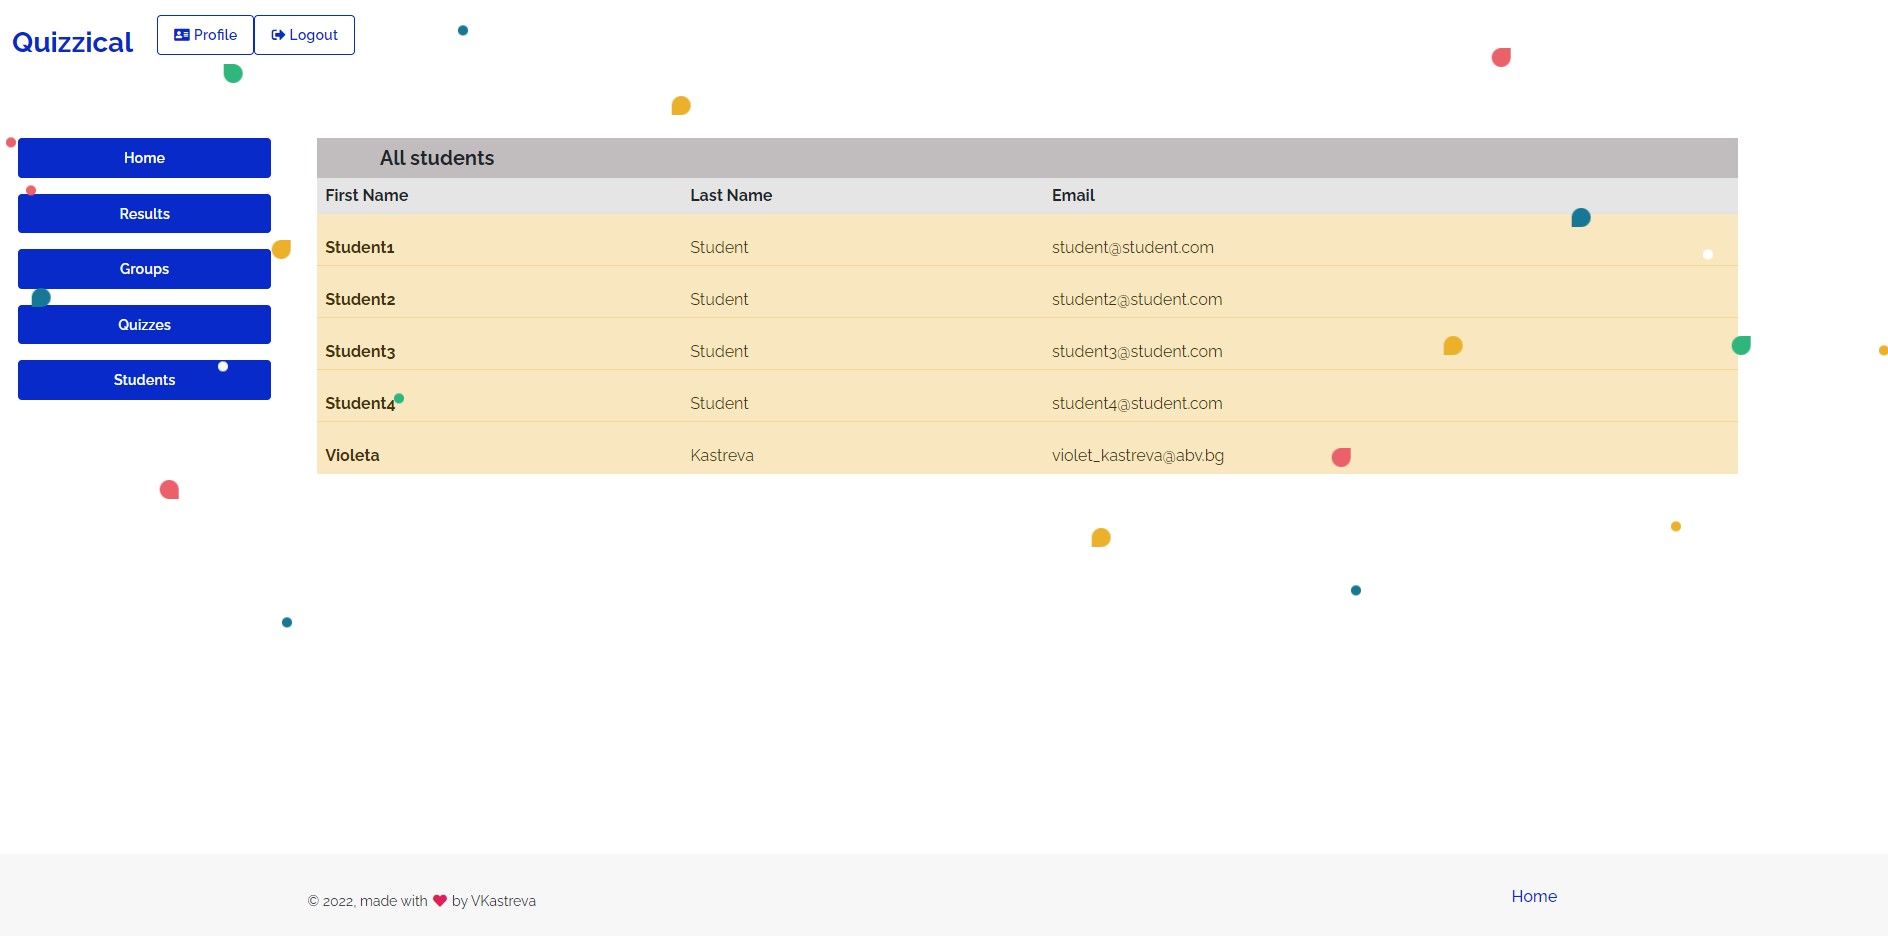 Quizzical Profile Logout
Home
Results
Groups
Quizzes
Students
All students
First Name Last Name Email
Student1 Student student@student.com
Student2 Student student2@student.com
Student3 Student student3@student.com
Student4 Student student4@student.com
Violeta Kastreva violet_kastreva@abv.bg
© 2022, made with ♥ by VKastreva
Home